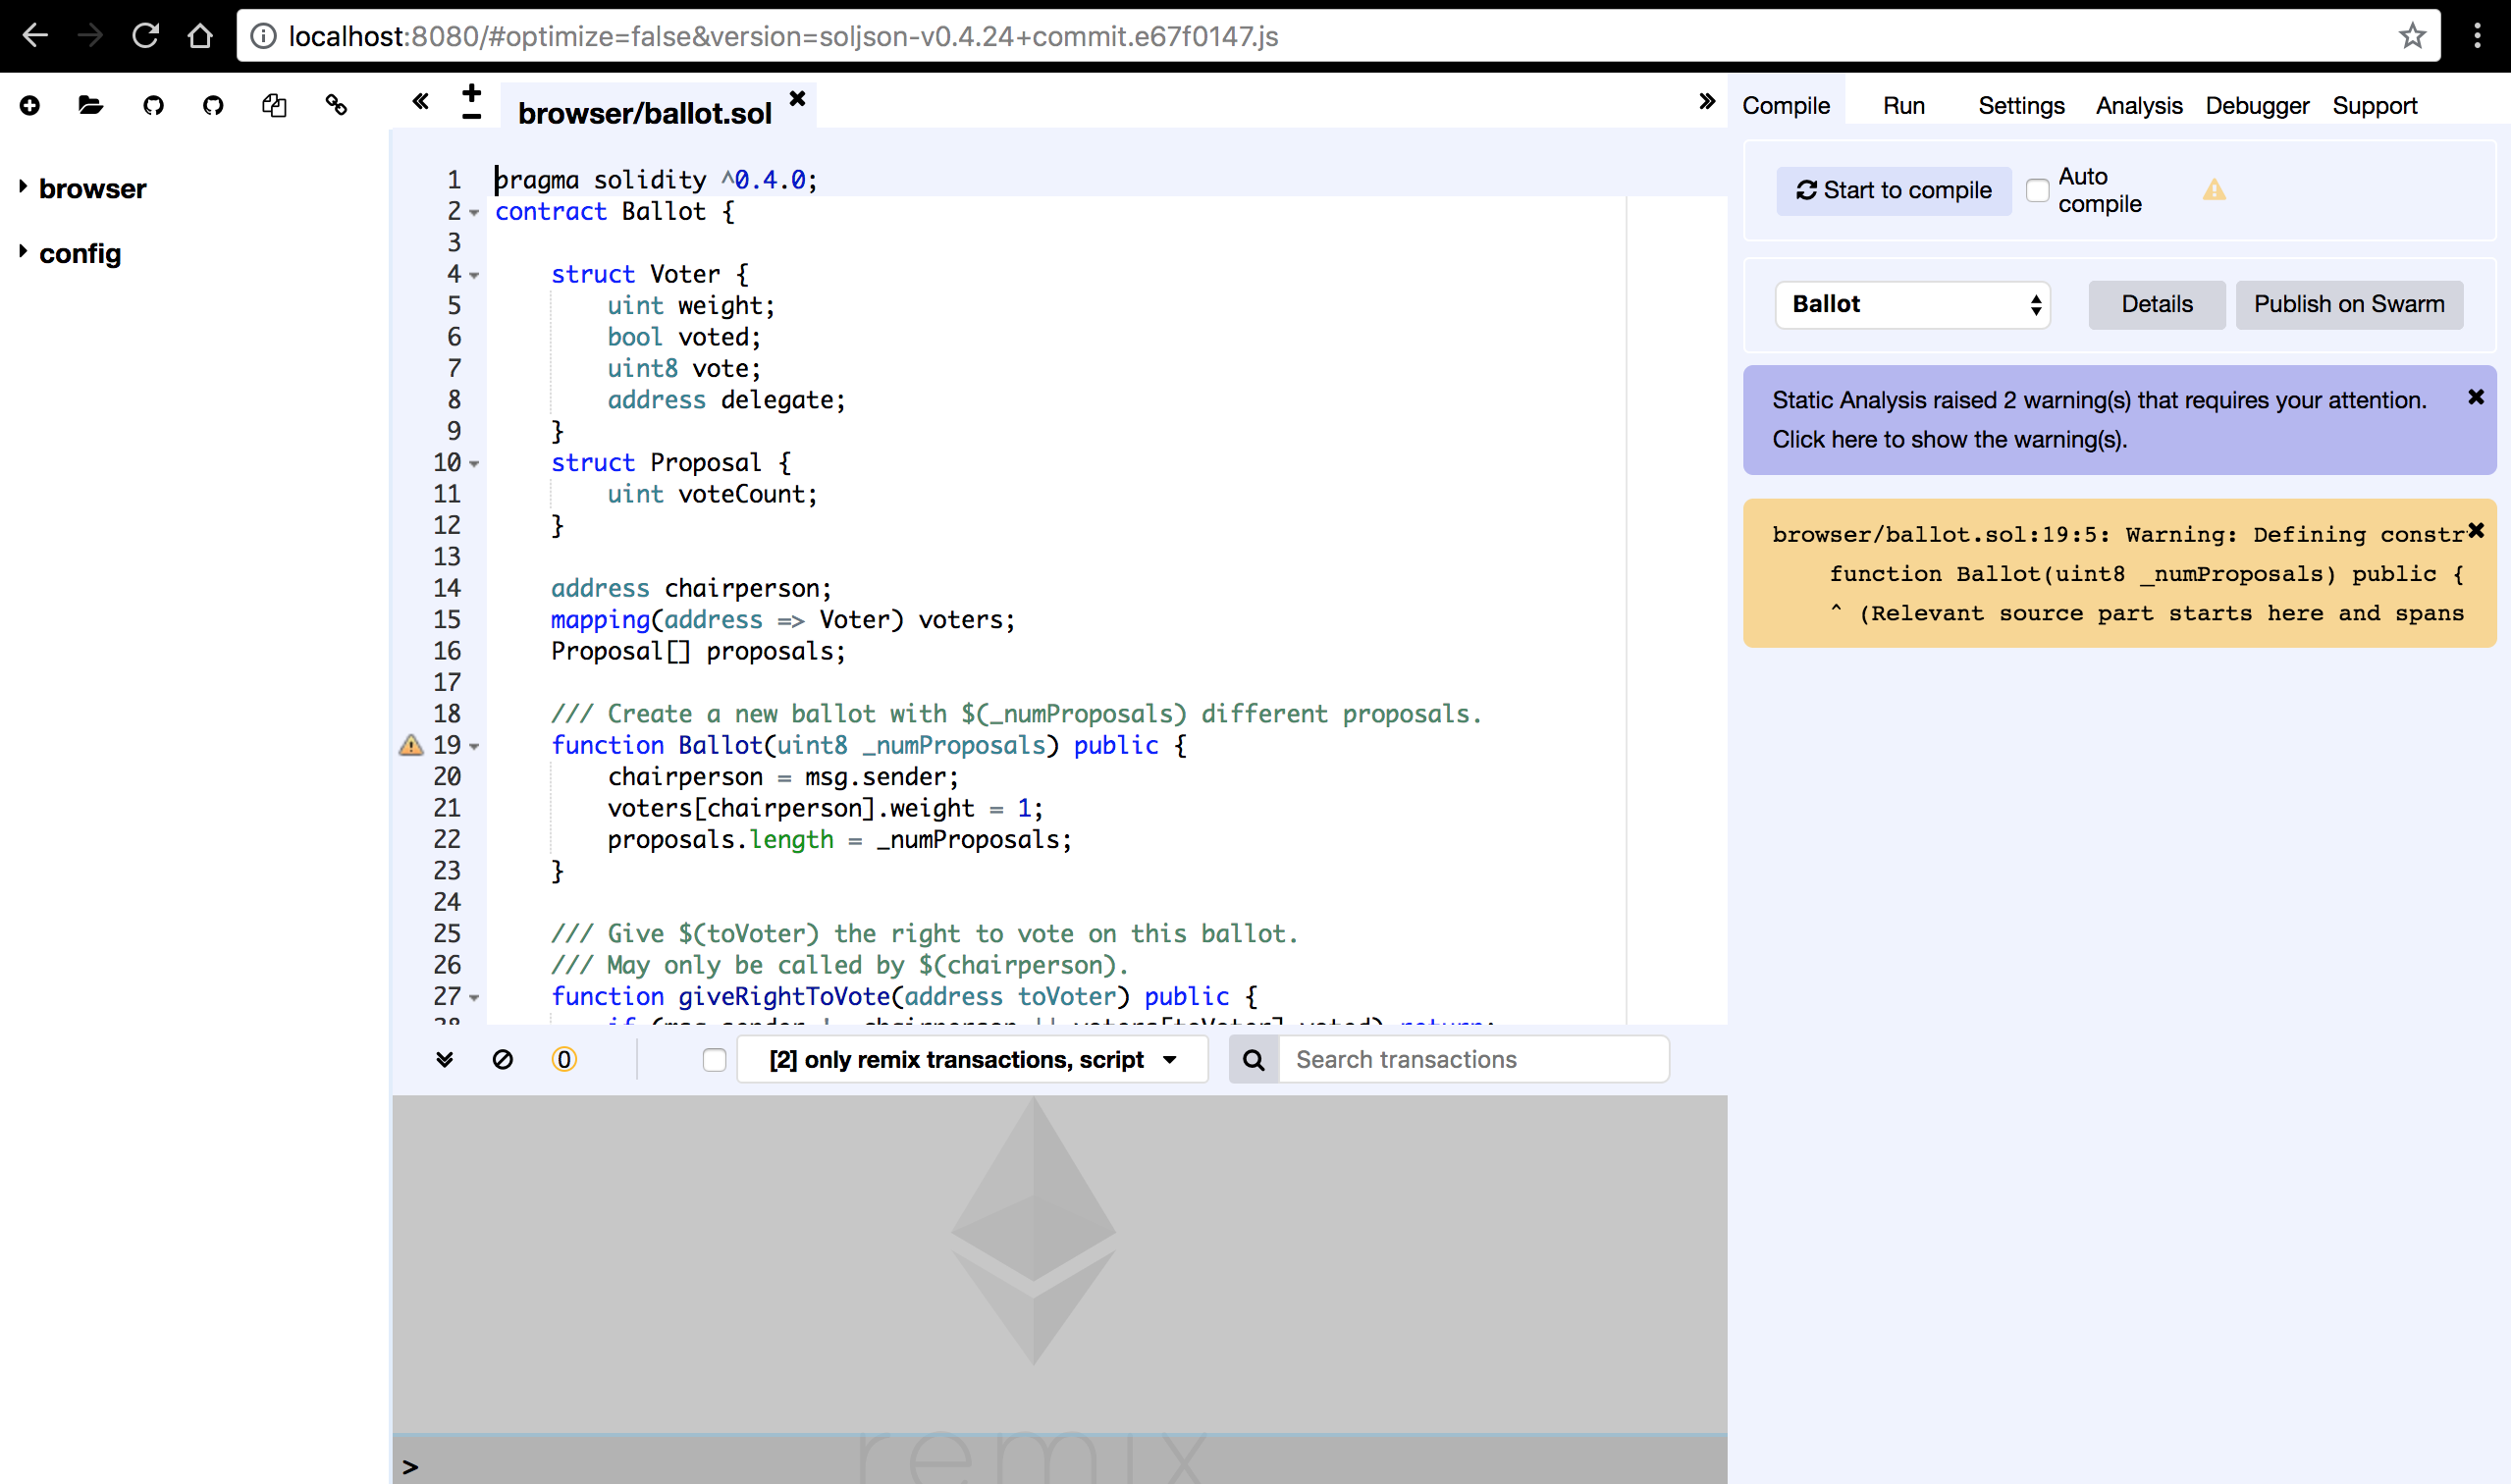 localhost:8080/#optimize=false&version=soljson-v0.4.24+commit.e67f0147.js
browser
config
browser/ballot.sol
1 pragma solidity ^0.4.0;
2 contract Ballot {
3
4 struct Voter {
5 uint weight;
6 bool voted;
7 uint8 vote;
8 address delegate;
9 }
10 struct Proposal {
11 uint voteCount;
12 }
13
14 address chairperson;
15 mapping(address => Voter) voters;
16 Proposal[] proposals;
17
18 /// Create a new ballot with $(_numProposals) different proposals.
19 function Ballot(uint8 _numProposals) public {
20 chairperson = msg.sender;
21 voters[chairperson].weight = 1;
22 proposals.length = _numProposals;
23 }
24
25 /// Give $(toVoter) the right to vote on this ballot.
26 /// May only be called by $(chairperson).
27 function giveRightToVote(address toVoter) public {
28 if (msg.sender != chairperson || voters[toVoter].voted) return;
0
[2] only remix transactions, script
Search transactions
remix
>
Compile Run Settings Analysis Debugger Support
Start to compile
Auto compile
Ballot
Details
Publish on Swarm
Static Analysis raised 2 warning(s) that requires your attention.
Click here to show the warning(s).
browser/ballot.sol:19:5: Warning: Defining constr
function Ballot(uint8 _numProposals) public {
^ (Relevant source part starts here and spans